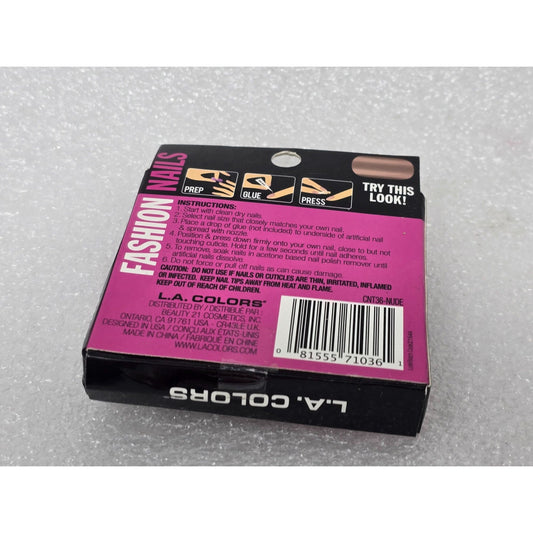 FASHION NAILS
PREP
GLUE
PRESS
TRY THIS
LOOK!
INSTRUCTIONS:
1. Start with clean dry nails.
2. Select nail size that closely matches your own nail.
3. Place a drop of glue (not included) to underside of artificial nail
& spread with nozzle.
4. Position & press down firmly onto your own nail, close to but not
touching cuticle. Hold for a few seconds until nail adheres.
5. To remove, soak nails in acetone based nail polish remover until
artificial nails dissolve
6. Do not force or pull off nails as can cause damage.
CAUTION: DO NOT USE IF NAILS OR CUTICLES ARE THIN, IRRITATED, INFLAMED
OR INFECTED. KEEP NAIL TIPS AWAY FROM HEAT AND FLAME.
KEEP OUT OF REACH OF CHILDREN.
L.A. COLORS®
DISTRIBUTED BY / DISTRIBUÉ PAR
BEAUTY 21 COSMETICS, INC.
ONTARIO, CA 91761 USA - CR43LE U.K.
DESIGNED IN USA / CONÇU AUX ÉTATS-UNIS
MADE IN CHINA / FABRIQUÉ EN CHINE
WWW.LACOLORS.COM
CNT36-NUDE
0 81555 71036 1
L.A. COLORS